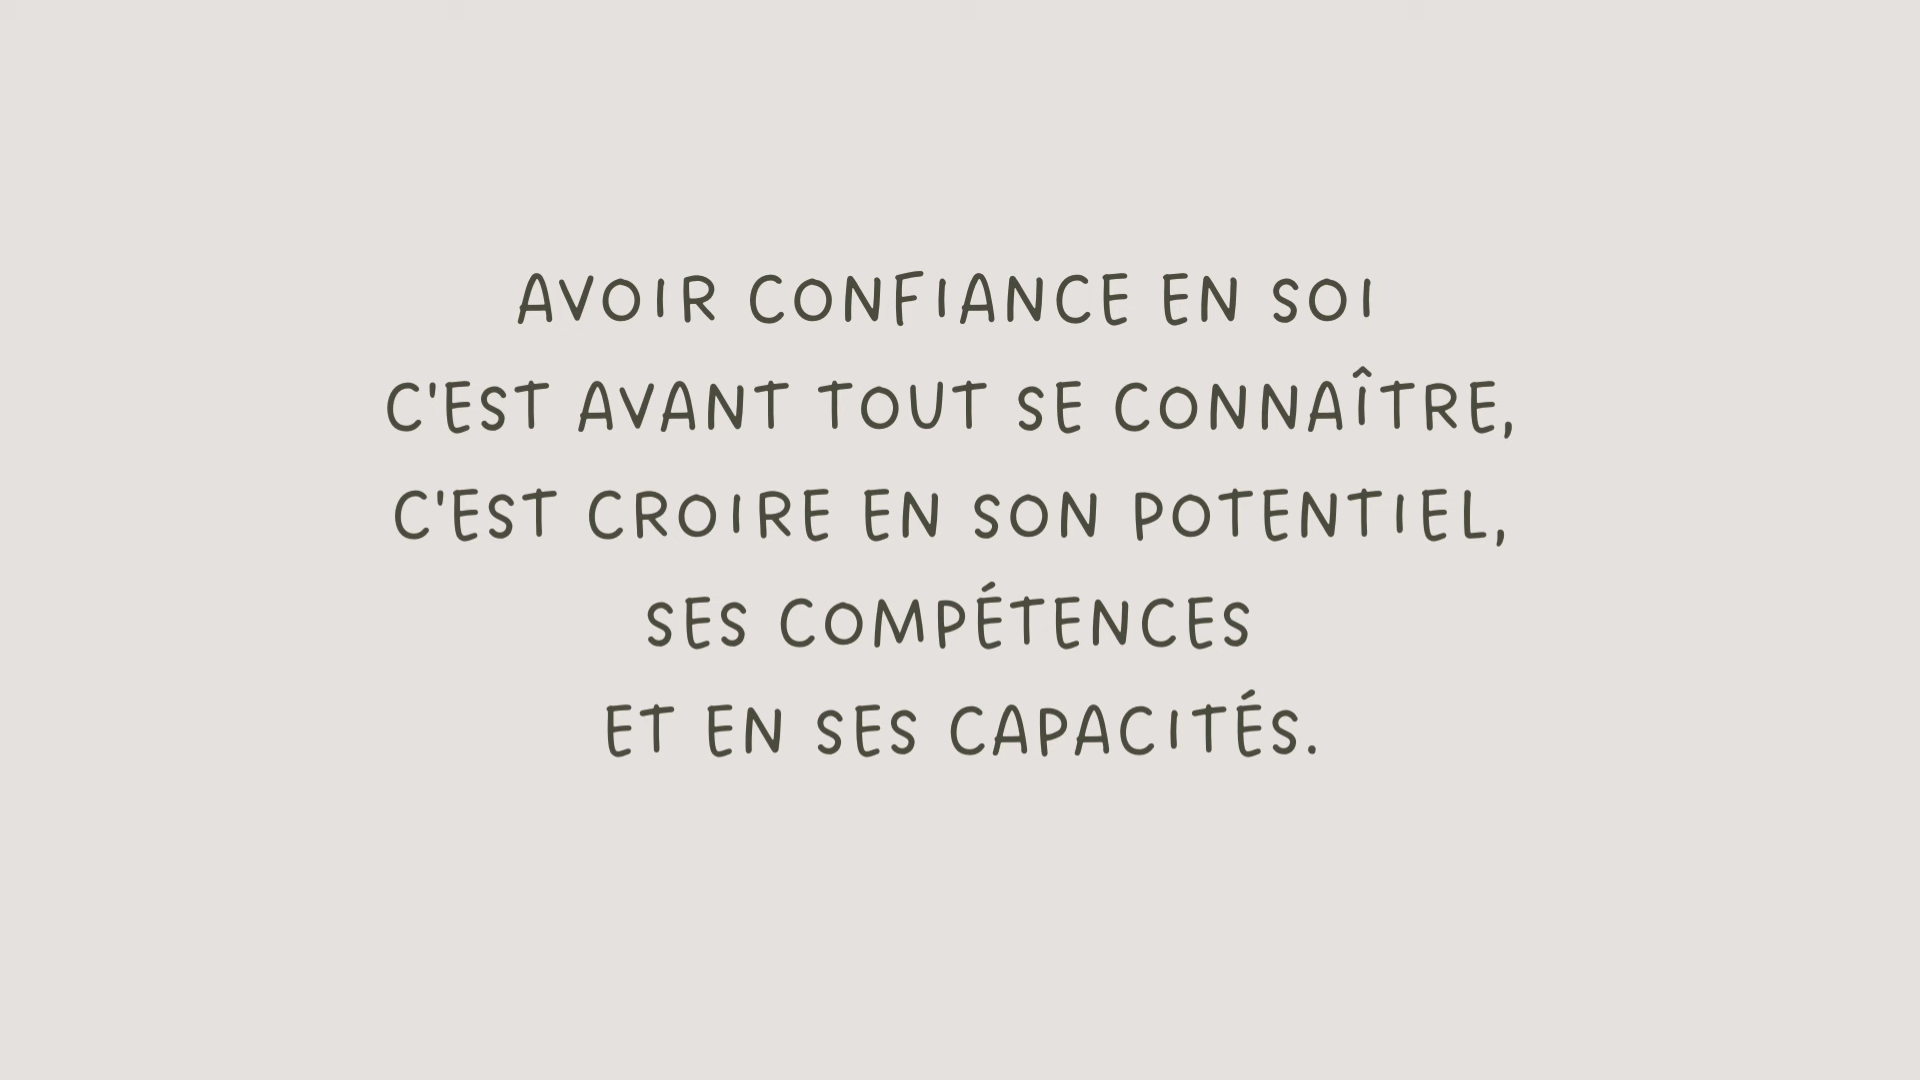 AVOIR CONFIANCE EN SOI
C'EST AVANT TOUT SE CONNAÎTRE,
C'EST CROIRE EN SON POTENTIEL,
SES COMPÉTENCES
ET EN SES CAPACITÉS.